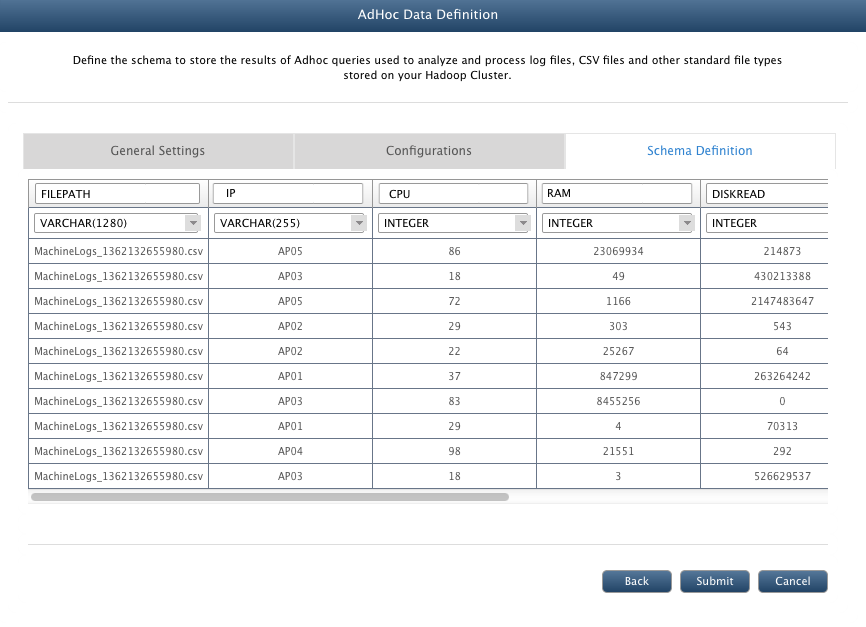 AdHoc Data Definition
Define the schema to store the results of Adhoc queries used to analyze and process log files, CSV files and other standard file types
stored on your Hadoop Cluster.
General Settings Configurations Schema Definition
FILEPATH IP CPU RAM DISKREAD
VARCHAR(1280) VARCHAR(255) INTEGER INTEGER INTEGER
MachineLogs_1362132655980.csv AP05 86 23069934 214873
MachineLogs_1362132655980.csv AP03 18 49 430213388
MachineLogs_1362132655980.csv AP05 72 1166 2147483647
MachineLogs_1362132655980.csv AP02 29 303 543
MachineLogs_1362132655980.csv AP02 22 25267 64
MachineLogs_1362132655980.csv AP01 37 847299 263264242
MachineLogs_1362132655980.csv AP03 83 8455256 0
MachineLogs_1362132655980.csv AP01 29 4 70313
MachineLogs_1362132655980.csv AP04 98 21551 292
MachineLogs_1362132655980.csv AP03 18 3 526629537
Back Submit Cancel